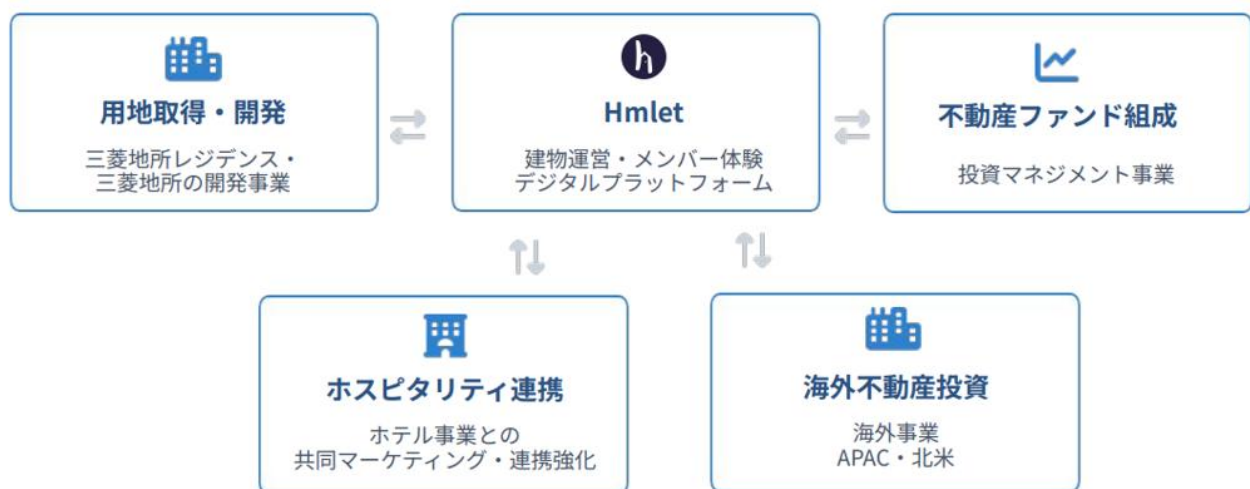 用地取得・開発
三菱地所レジデンス・
三菱地所の開発事業
h
Hmlet
建物運営・メンバー体験
デジタルプラットフォーム
不動産ファンド組成
投資マネジメント事業
ホスピタリティ連携
ホテル事業との
共同マーケティング・連携強化
海外不動産投資
海外事業
APAC・北米